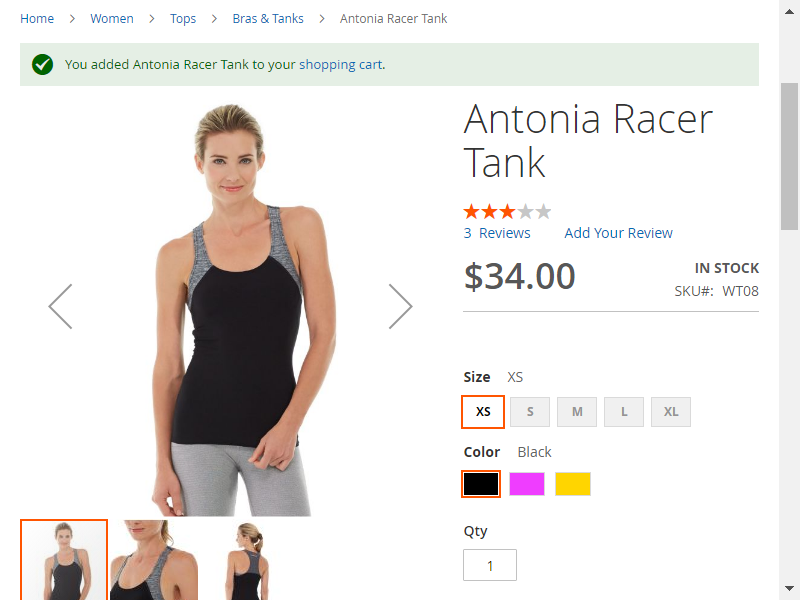 Home > Women > Tops > Bras & Tanks > Antonia Racer Tank
You added Antonia Racer Tank to your shopping cart.
Antonia Racer
Tank
3 Reviews Add Your Review
$34.00
IN STOCK
SKU#: WT08
Size XS
XS S M L XL
Color Black
Qty
1